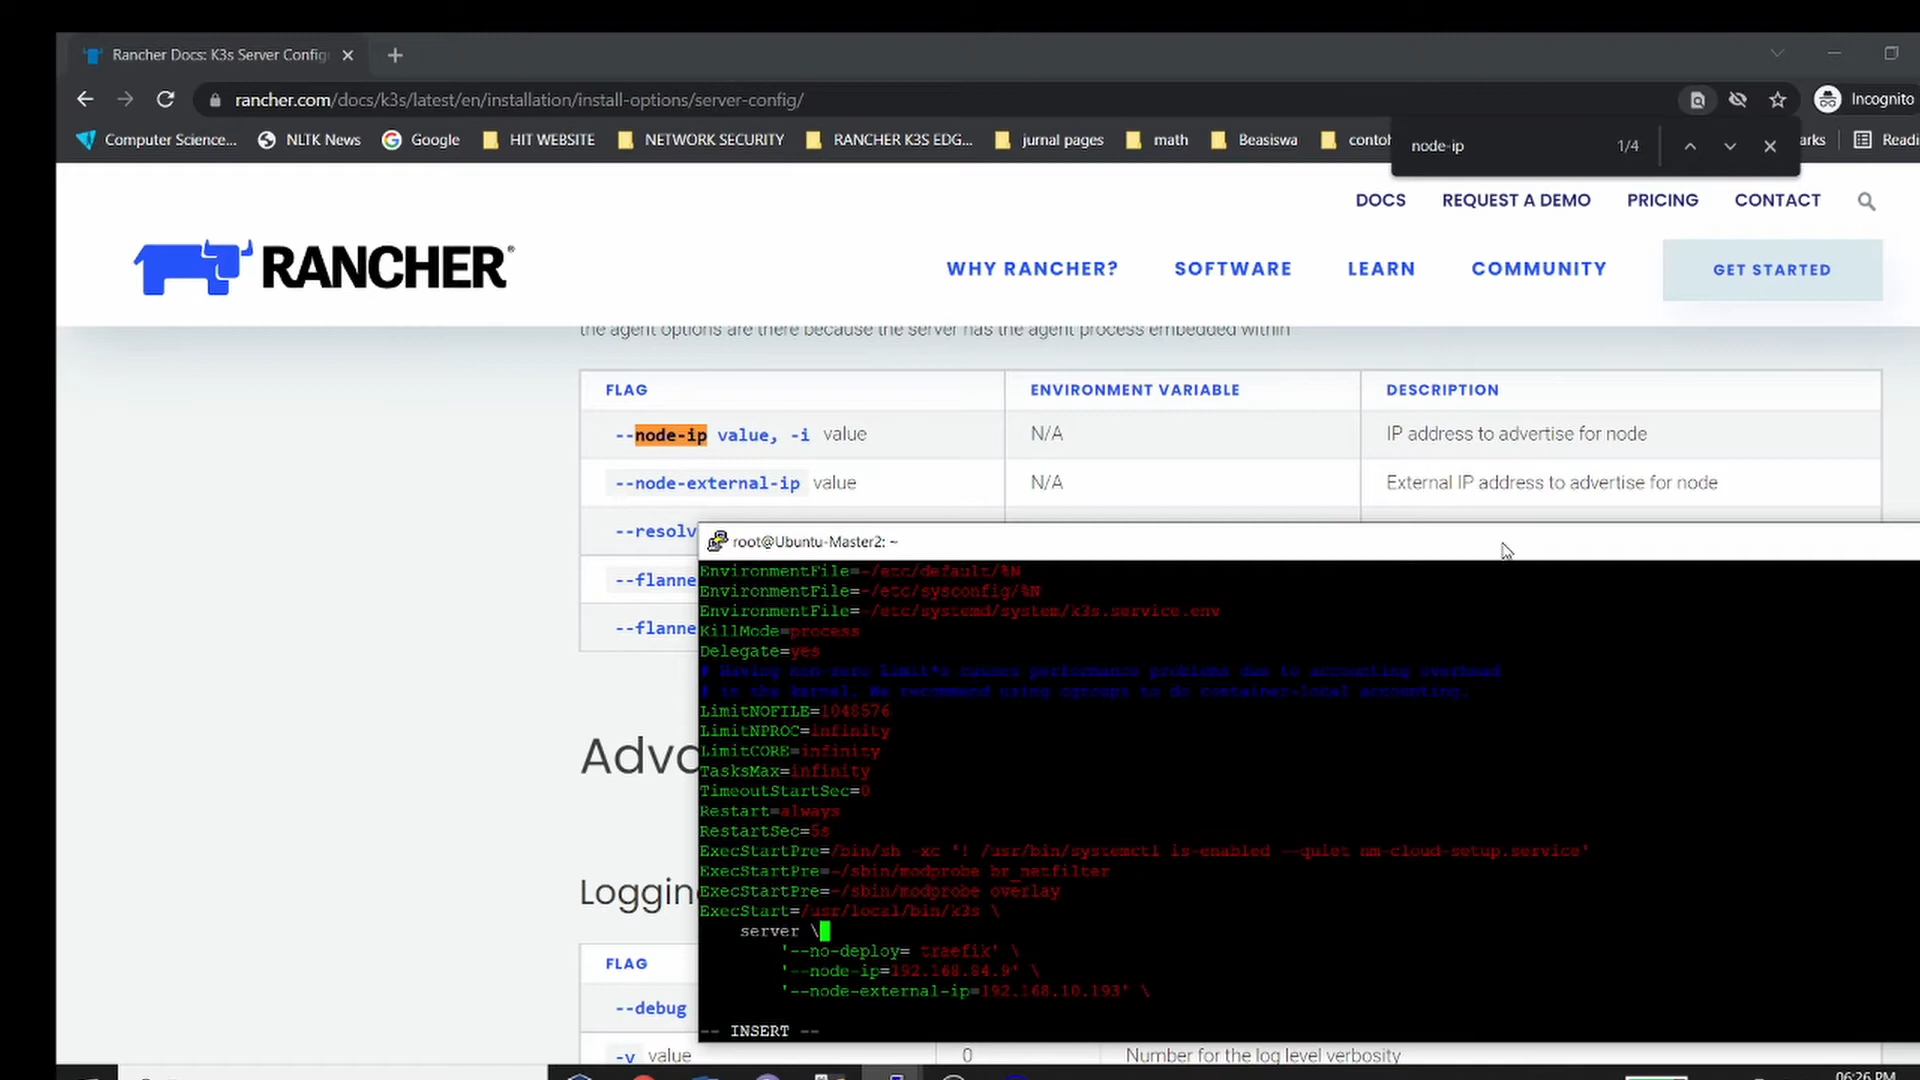 Rancher Docs: K3s Server Config
rancher.com/docs/k3s/latest/en/installation/install-options/server-config/
Incognito
Computer Science...
NLTK News
Google
HIT WEBSITE
NETWORK SECURITY
RANCHER K3S EDG...
jurnal pages
math
Beasiswa
node-ip
1/4
DOCS
REQUEST A DEMO
PRICING
CONTACT
RANCHER®
WHY RANCHER?
SOFTWARE
LEARN
COMMUNITY
GET STARTED
the agent options are there because the server has the agent process embedded within
FLAG
ENVIRONMENT VARIABLE
DESCRIPTION
--node-ip value, -i value
N/A
IP address to advertise for node
--node-external-ip value
N/A
External IP address to advertise for node
root@Ubuntu-Master2: ~
EnvironmentFile=-/etc/default/%N
EnvironmentFile=-/etc/sysconfig/%N
EnvironmentFile=-/etc/systemd/system/k3s.service.env
KillMode=process
Delegate=yes
# Having non-zero Limit*s causes performance problems due to accounting overhead
# in the kernel. We recommend using cgroups to do container-local accounting.
LimitNOFILE=1048576
LimitNPROC=infinity
LimitCORE=infinity
TasksMax=infinity
TimeoutStartSec=0
Restart=always
RestartSec=5s
ExecStartPre=/bin/sh -xc '! /usr/bin/systemctl is-enabled --quiet nm-cloud-setup.service'
ExecStartPre=-/sbin/modprobe br_netfilter
ExecStartPre=-/sbin/modprobe overlay
ExecStart=/usr/local/bin/k3s \
server \
'--no-deploy= traefik' \
'--node-ip=192.168.84.9' \
'--node-external-ip=192.168.10.193' \
-- INSERT --
FLAG
--debug
-v value
0
Number for the log level verbosity
06:26 PM